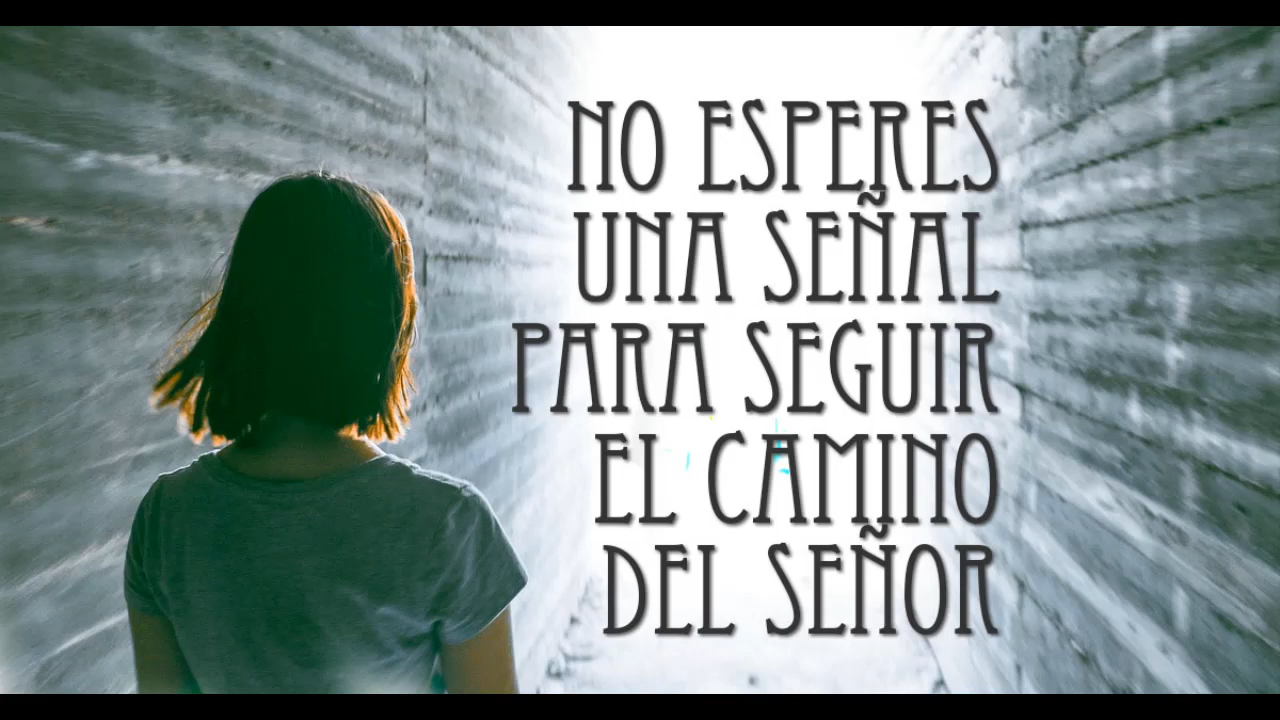 NO ESPERES
UNA SEÑAL
PARA SEGUIR
EL CAMINO
DEL SEÑOR